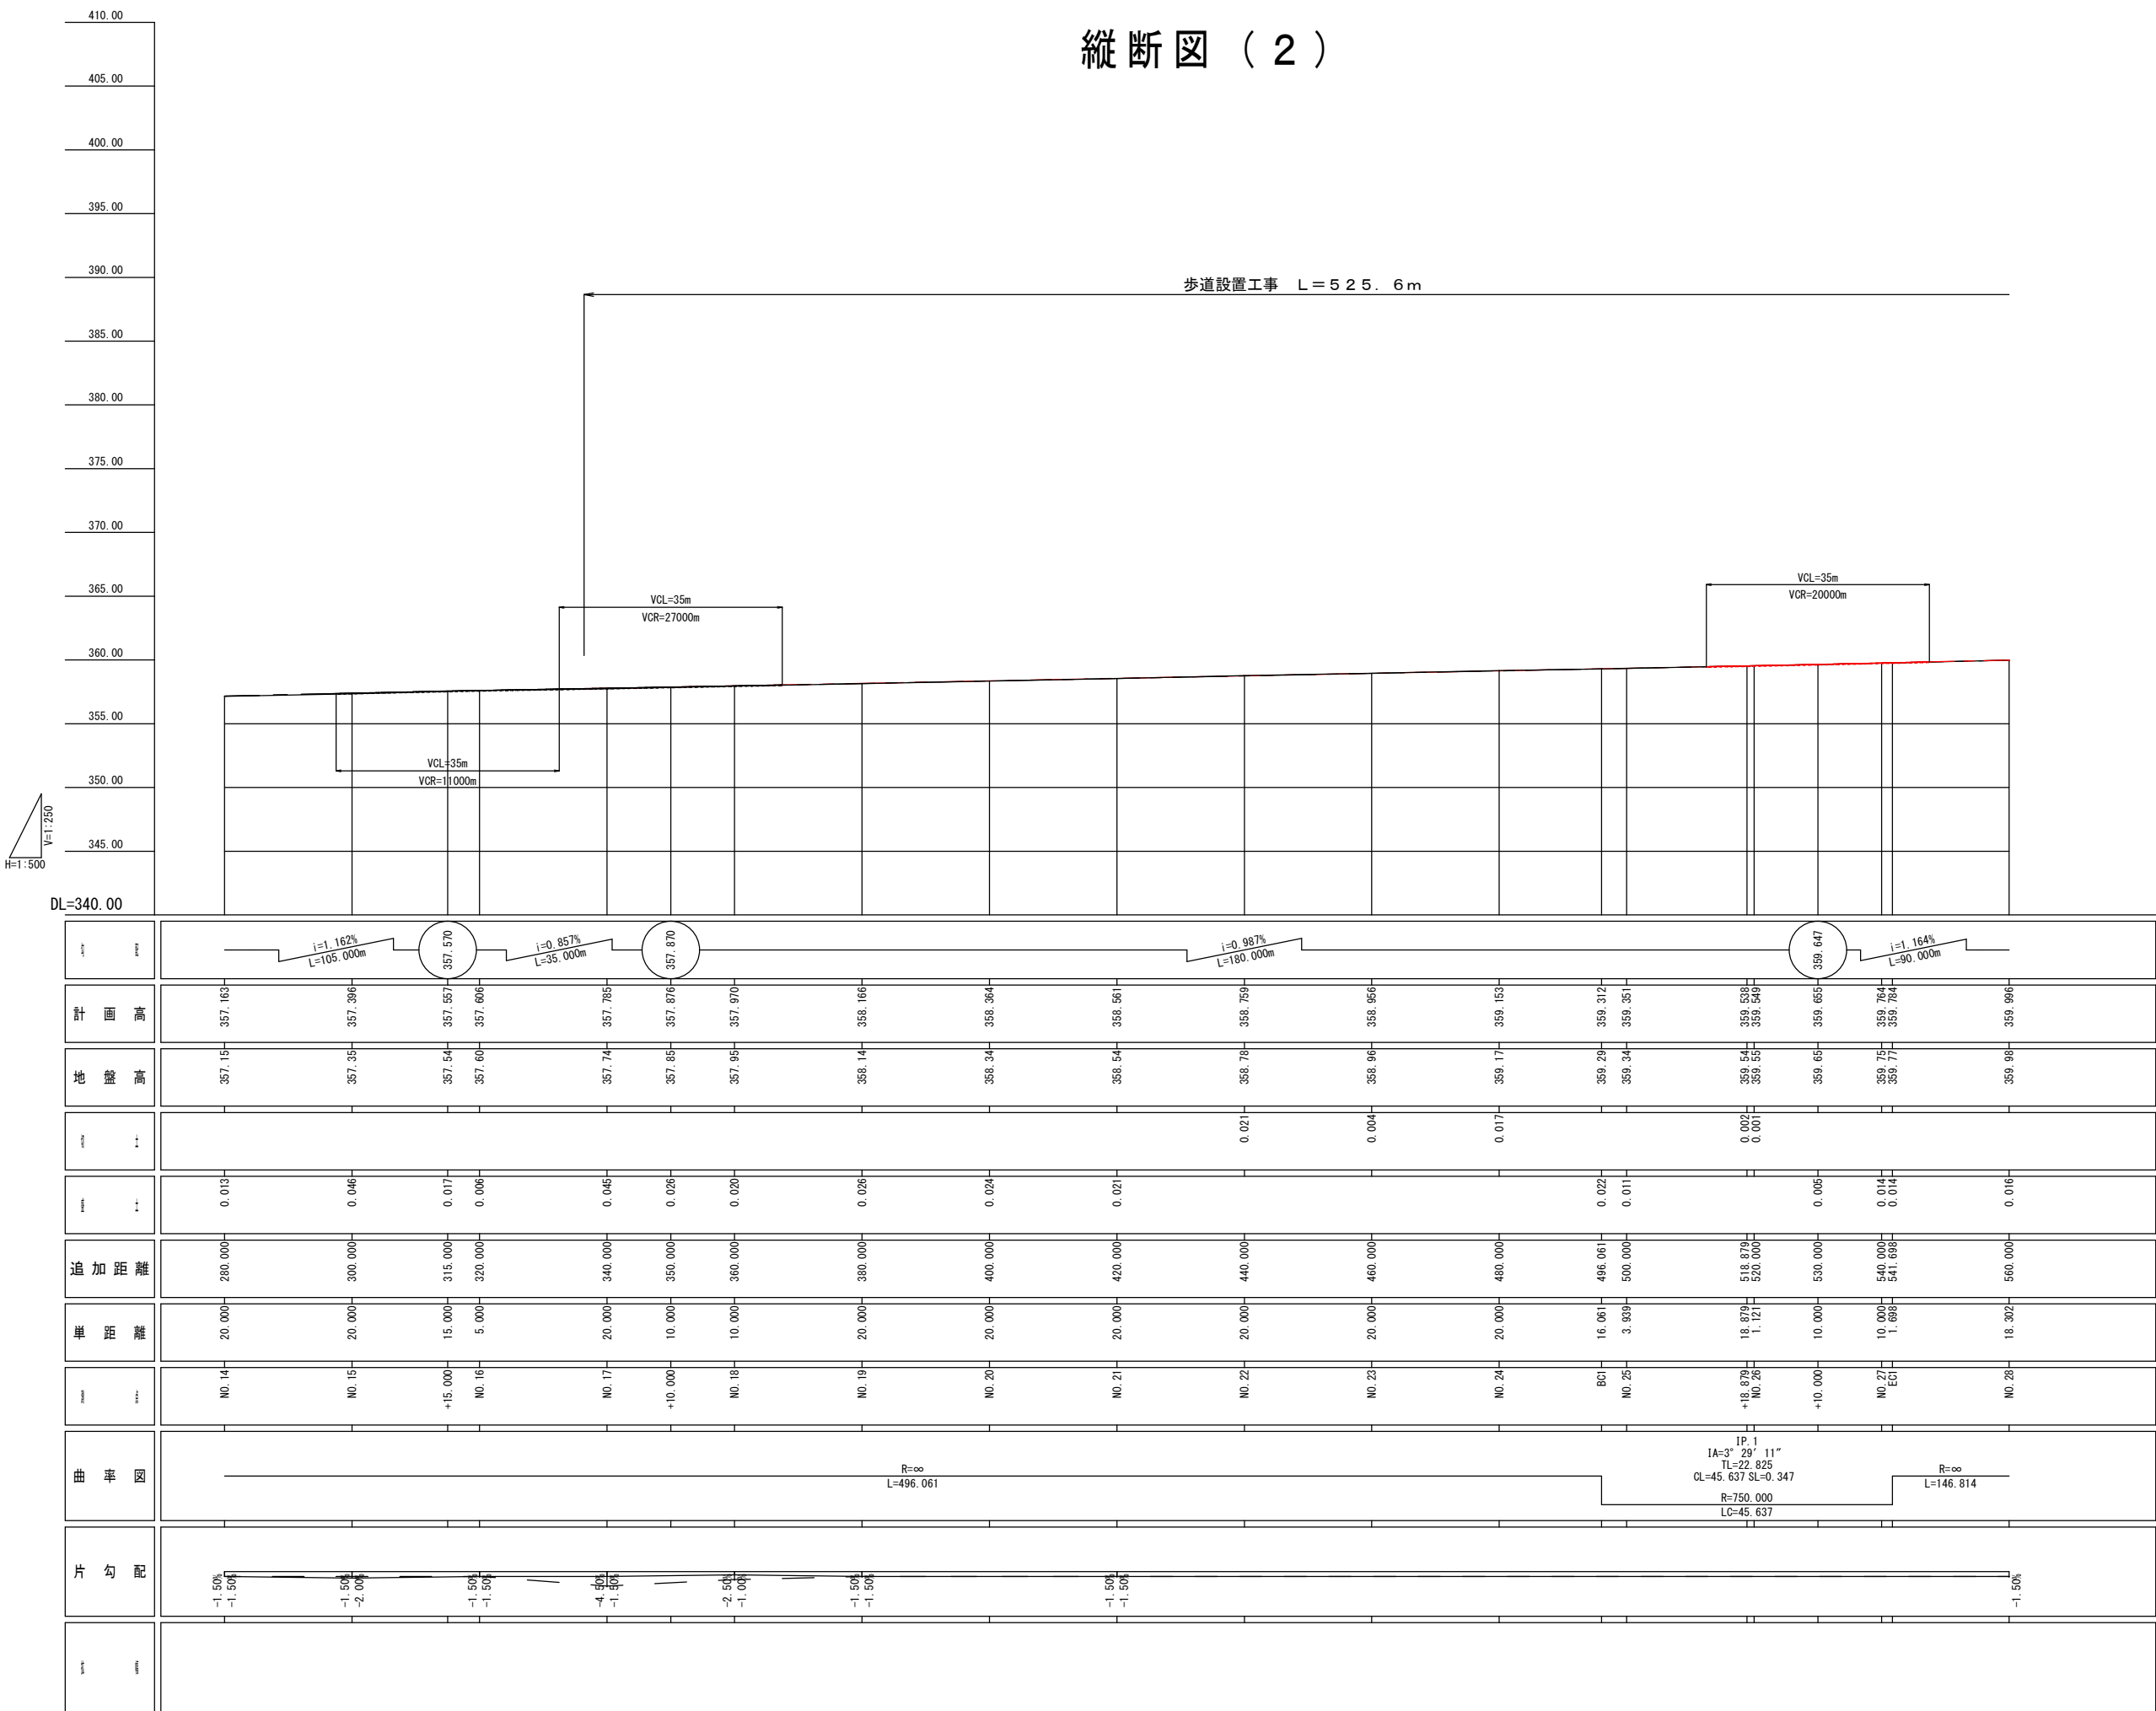 縦断図（２）
410.00
405.00
400.00
395.00
390.00
385.00
380.00
375.00
370.00
365.00
360.00
355.00
350.00
345.00
DL=340.00
V=1:250
H=1:500
歩道設置工事　L＝５２５．６ｍ
VCL=35m
VCR=27000m
VCL=35m
VCR=20000m
VCL=35m
VCR=11000m
i=1.162%
L=105.000m
357.570
i=0.857%
L=35.000m
357.870
i=0.987%
L=180.000m
359.647
i=1.164%
L=90.000m
計画高
357.163 357.396 357.557 357.606 357.785 357.876 357.970 358.166 358.364 358.561 358.759 358.956 359.153 359.312 359.351 359.538 359.549 359.655 359.764 359.784 359.996
地盤高
357.15 357.35 357.54 357.60 357.74 357.85 357.95 358.14 358.34 358.54 358.78 358.96 359.17 359.29 359.34 359.54 359.55 359.65 359.75 359.77 359.98
0.021 0.004 0.017 0.002 0.001
0.013 0.046 0.017 0.006 0.045 0.026 0.020 0.026 0.024 0.021 0.022 0.011 0.005 0.014 0.014 0.016
追加距離
280.000 300.000 315.000 320.000 340.000 350.000 360.000 380.000 400.000 420.000 440.000 460.000 480.000 496.061 500.000 518.879 520.000 530.000 540.000 541.698 560.000
単距離
20.000 20.000 15.000 5.000 20.000 10.000 10.000 20.000 20.000 20.000 20.000 20.000 20.000 16.061 3.939 18.879 1.121 10.000 10.000 1.698 18.302
NO.14 NO.15 +15.000 NO.16 NO.17 +10.000 NO.18 NO.19 NO.20 NO.21 NO.22 NO.23 NO.24 BC1 NO.25 +18.879 NO.26 +10.000 NO.27 EC1 NO.28
曲率図
R=∞
L=496.061
IP.1
IA=3°29′11″
TL=22.825
CL=45.637 SL=0.347
R=750.000
LC=45.637
R=∞
L=146.814
片勾配
-1.50% -1.50% -1.50% -2.00% -1.50% -1.50% -4.50% -1.50% -2.50% -1.00% -1.50% -1.50% -1.50% -1.50% -1.50%